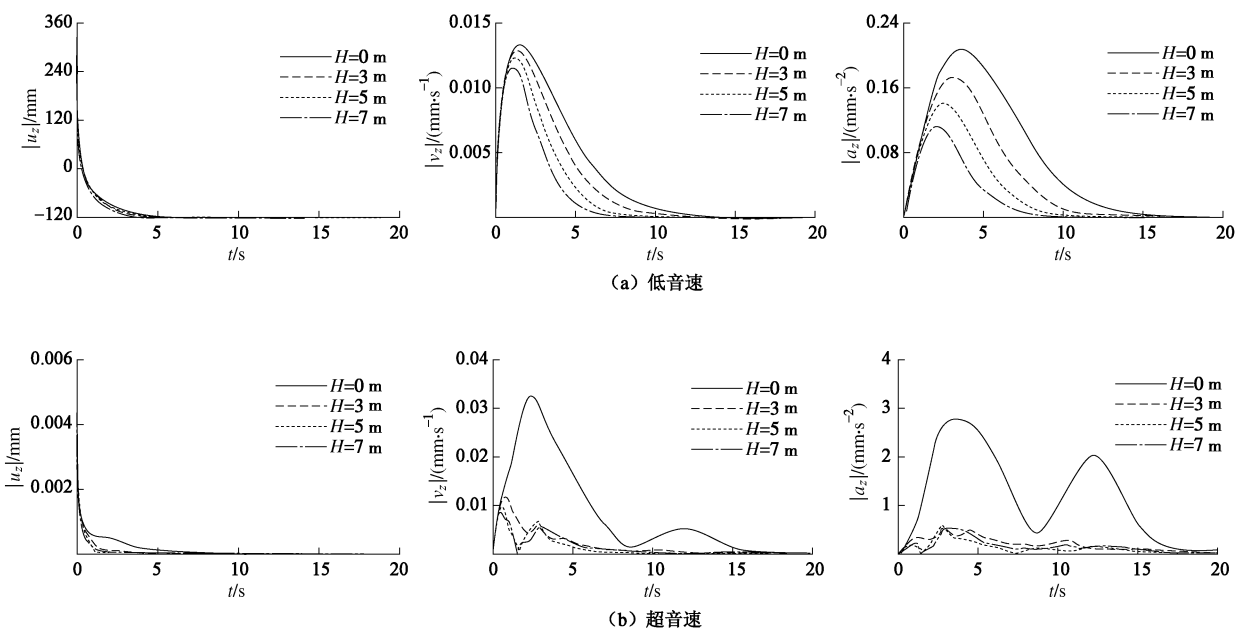 360
240
120
0
−120
|u_z|/mm
H=0 m
H=3 m
H=5 m
H=7 m
0 5 10 15 20
t/s
0.015
0.010
0.005
|v_z|/(mm·s⁻¹)
H=0 m
H=3 m
H=5 m
H=7 m
0 5 10 15 20
t/s
0.24
0.16
0.08
|a_z|/(mm·s⁻²)
H=0 m
H=3 m
H=5 m
H=7 m
0 5 10 15 20
t/s
（a）低音速
0.006
0.004
0.002
|u_z|/mm
H=0 m
H=3 m
H=5 m
H=7 m
0 5 10 15 20
t/s
0.04
0.03
0.02
0.01
|v_z|/(mm·s⁻¹)
H=0 m
H=3 m
H=5 m
H=7 m
0 5 10 15 20
t/s
4
3
2
1
|a_z|/(mm·s⁻²)
H=0 m
H=3 m
H=5 m
H=7 m
0 5 10 15 20
t/s
（b）超音速